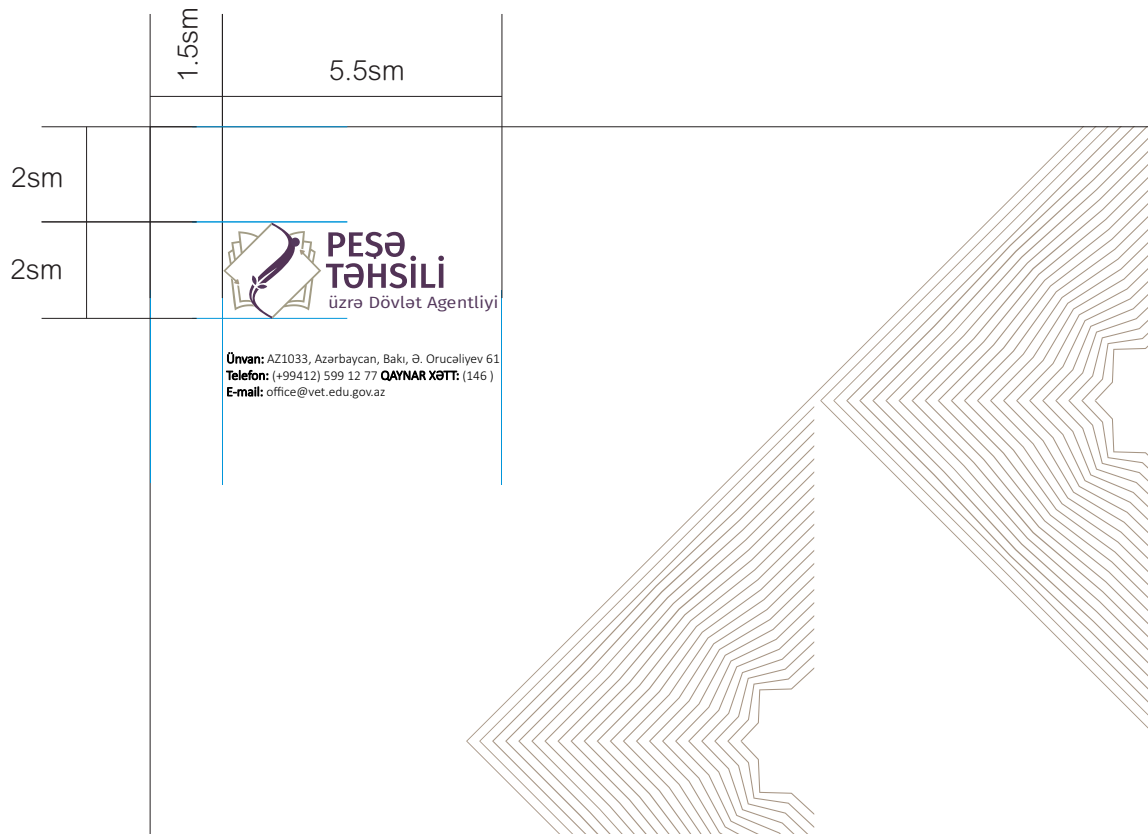 1.5sm
5.5sm
2sm
2sm
PEŞƏ
TƏHSİLİ
üzrə Dövlət Agentliyi
Ünvan: AZ1033, Azərbaycan, Bakı, Ə. Orucəliyev 61
Telefon: (+99412) 599 12 77 QAYNAR XƏTT: (146 )
E-mail: office@vet.edu.gov.az